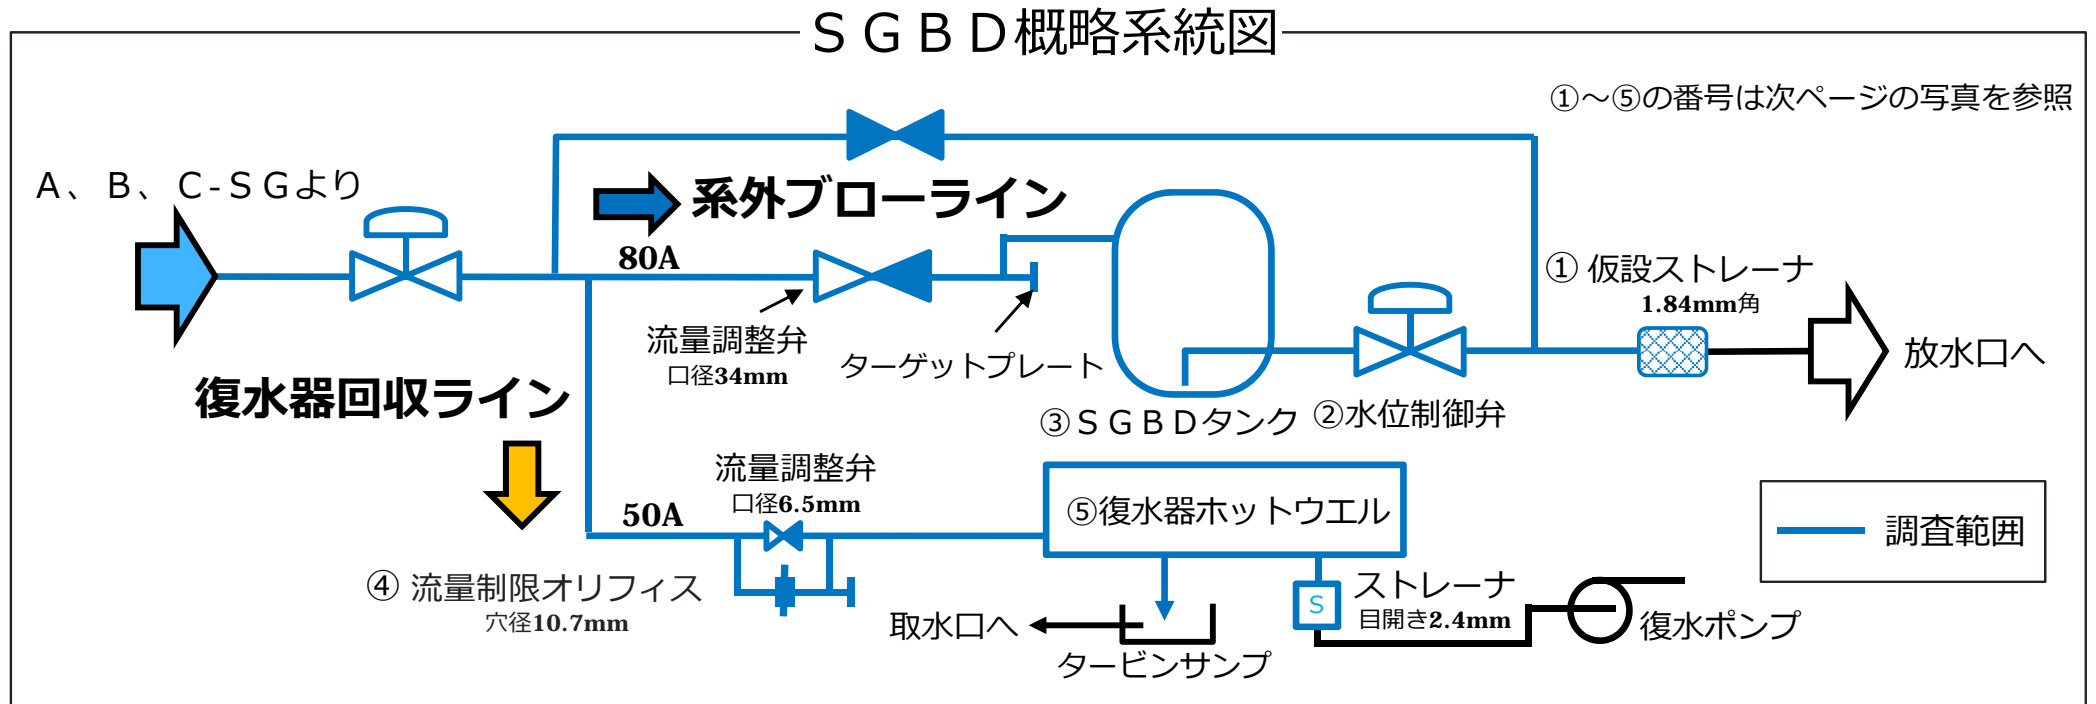 ＳＧＢＤ概略系統図
①～⑤の番号は次ページの写真を参照
Ａ、Ｂ、Ｃ-ＳＧより
系外ブローライン
80A
流量調整弁
口径34mm
ターゲットプレート
① 仮設ストレーナ
1.84mm角
放水口へ
③ＳＧＢＤタンク
②水位制御弁
復水器回収ライン
流量調整弁
口径6.5mm
50A
⑤復水器ホットウエル
調査範囲
④ 流量制限オリフィス
穴径10.7mm
取水口へ
タービンサンプ
S
ストレーナ
目開き2.4mm
復水ポンプ